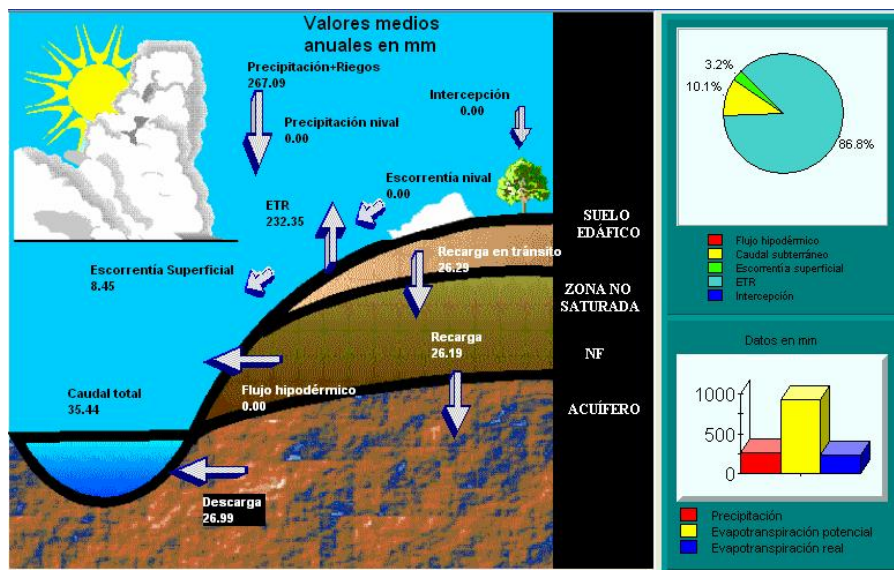 Valores medios
anuales en mm
Precipitación+Riegos
267.09
Intercepción
0.00
Precipitación nival
0.00
Escorrentía nival
0.00
ETR
232.35
SUELO
EDÁFICO
Recarga en tránsito
26.29
Escorrentía Superficial
8.45
ZONA NO
SATURADA
Recarga
26.19
NF
Caudal total
35.44
Flujo hipodérmico
0.00
ACUÍFERO
Descarga
26.99
3.2%
10.1%
86.8%
Flujo hipodérmico
Caudal subterráneo
Escorrentía superficial
ETR
Intercepción
Datos en mm
1000
500
0
Precipitación
Evapotranspiración potencial
Evapotranspiración real